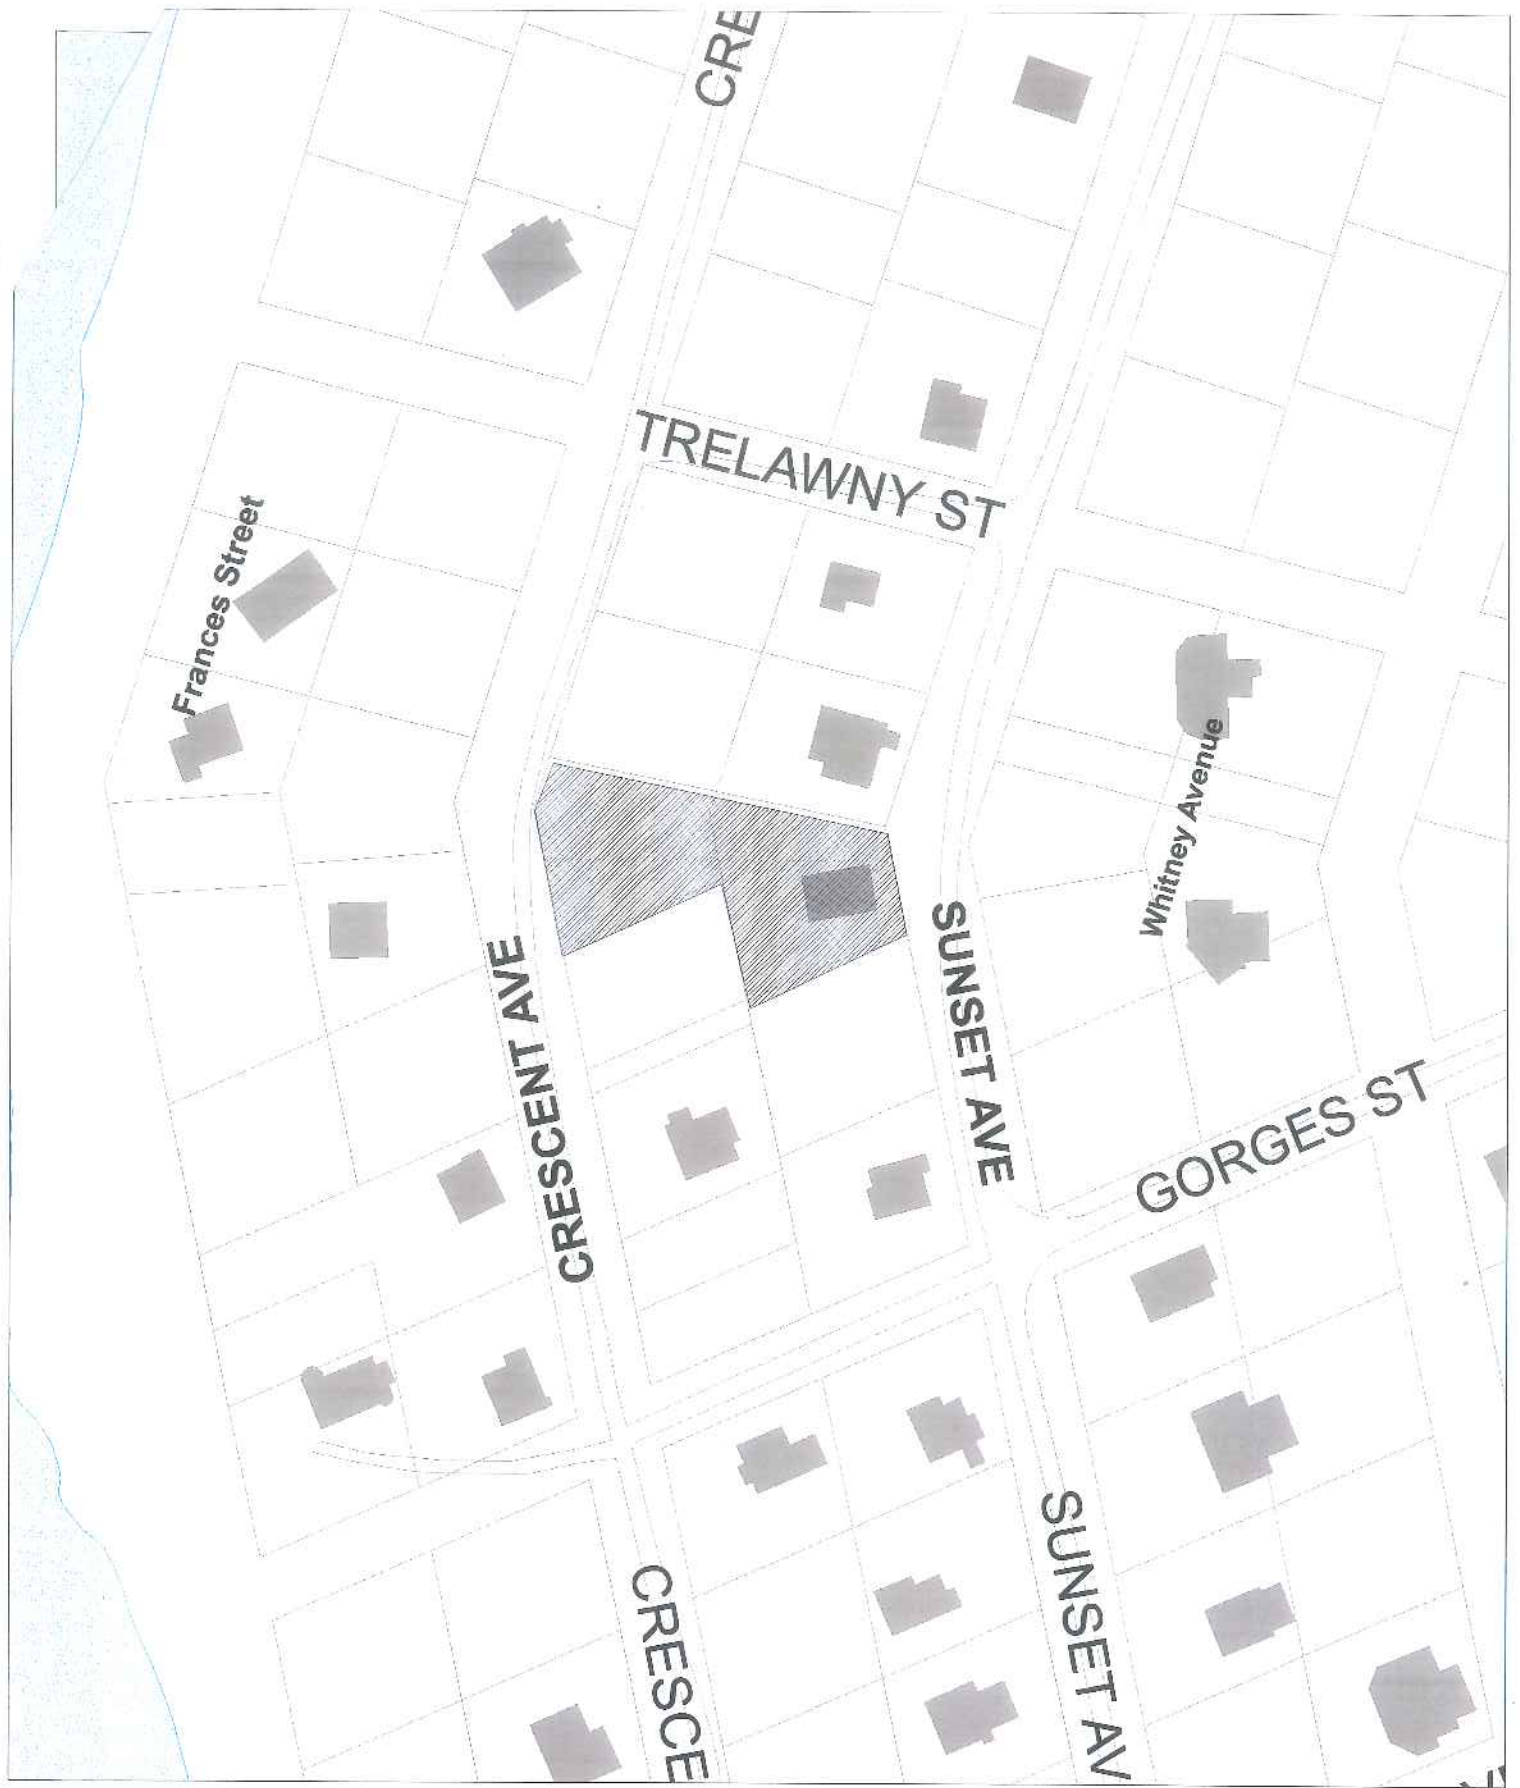 CRE
TRELAWNY ST
Frances Street
Whitney Avenue
SUNSET AVE
CRESCENT AVE
GORGES ST
SUNSET AV
CRESCE